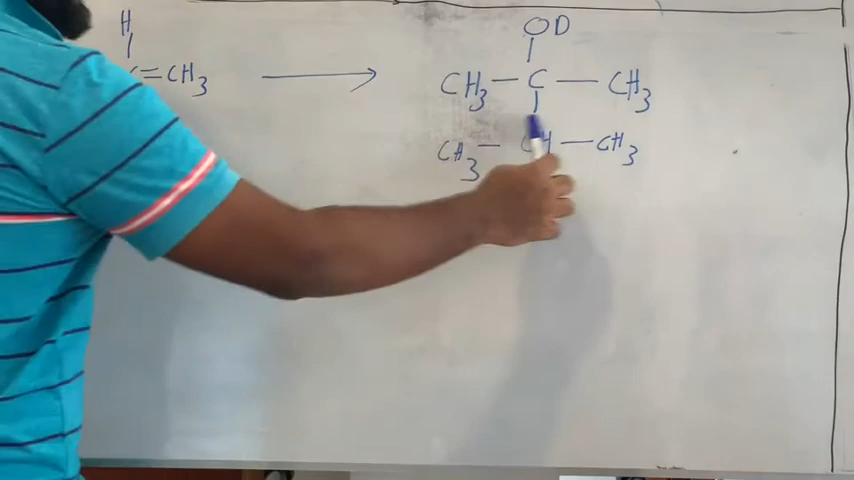 H
C = CH3 → OD
CH3 — C — CH3
CH3 — CH — CH3